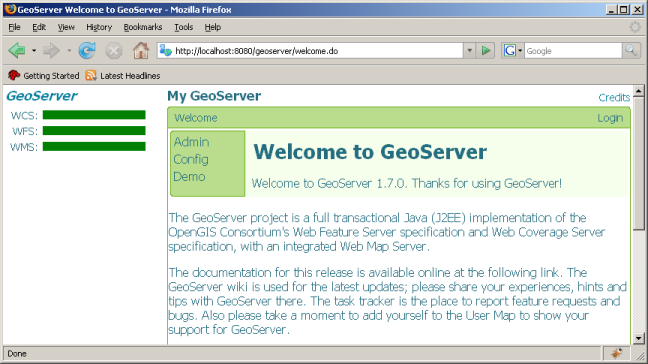 GeoServer Welcome to GeoServer - Mozilla Firefox
File Edit View History Bookmarks Tools Help
http://localhost:8080/geoserver/welcome.do
Google
Getting Started Latest Headlines
GeoServer My GeoServer Credits
WCS: Welcome Login
WFS:
WMS:
Admin
Config
Demo
Welcome to GeoServer
Welcome to GeoServer 1.7.0. Thanks for using GeoServer!
The GeoServer project is a full transactional Java (J2EE) implementation of the
OpenGIS Consortium's Web Feature Server specification and Web Coverage Server
specification, with an integrated Web Map Server.
The documentation for this release is available online at the following link. The
GeoServer wiki is used for the latest updates; please share your experiences, hints and
tips with GeoServer there. The task tracker is the place to report feature requests and
bugs. Also please take a moment to add yourself to the User Map to show your
support for GeoServer.
Done